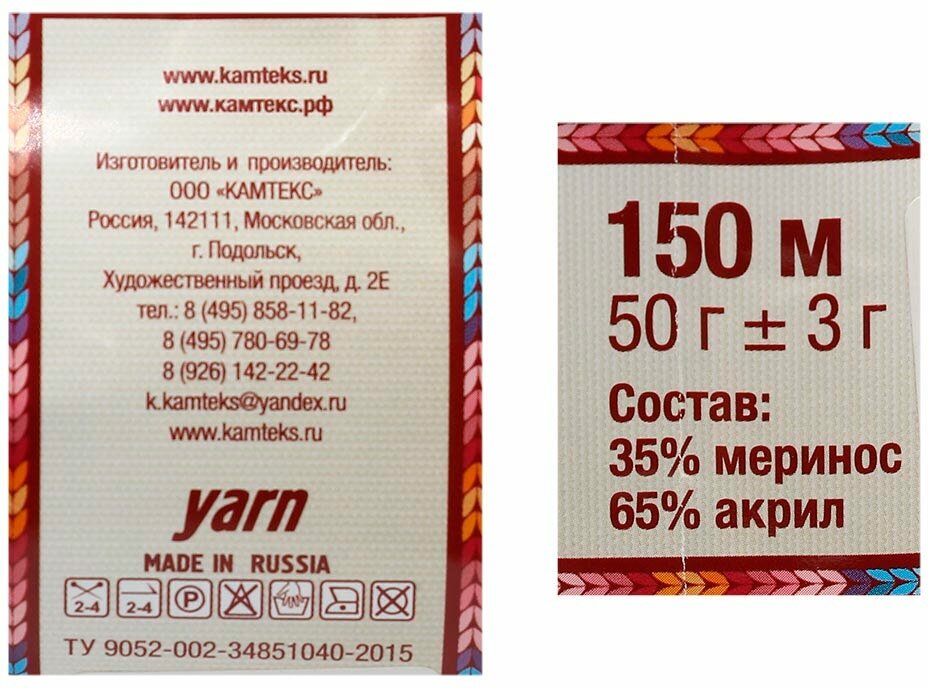 www.kamteks.ru
www.камтекс.рф
Изготовитель и производитель:
ООО «КАМТЕКС»
Россия, 142111, Московская обл.,
г. Подольск,
Художественный проезд, д. 2Е
тел.: 8 (495) 858-11-82,
8 (495) 780-69-78
8 (926) 142-22-42
k.kamteks@yandex.ru
www.kamteks.ru
yarn
MADE IN RUSSIA
2-4 2-4 P
ТУ 9052-002-34851040-2015
150 м
50 г ± 3 г
Состав:
35% меринос
65% акрил